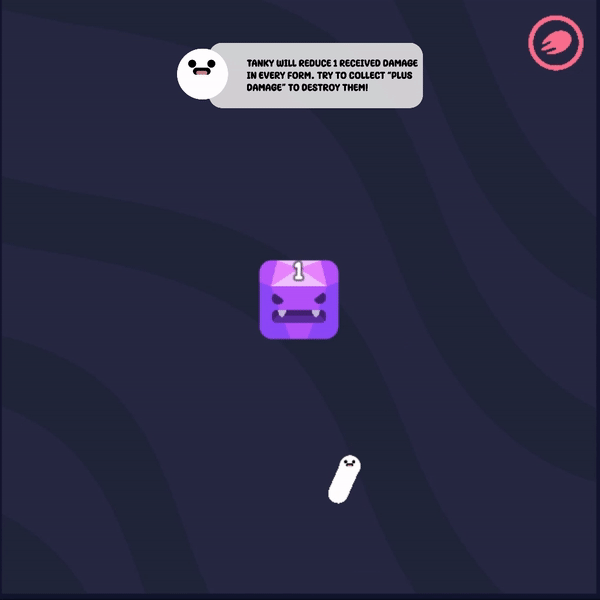 TANKY WILL REDUCE 1 RECEIVED DAMAGE
IN EVERY FORM. TRY TO COLLECT "PLUS
DAMAGE" TO DESTROY THEM!
1